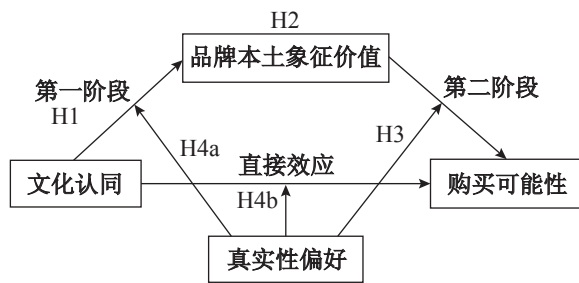 H2
品牌本土象征价值
第一阶段
第二阶段
H1
H3
H4a
直接效应
文化认同
购买可能性
H4b
真实性偏好